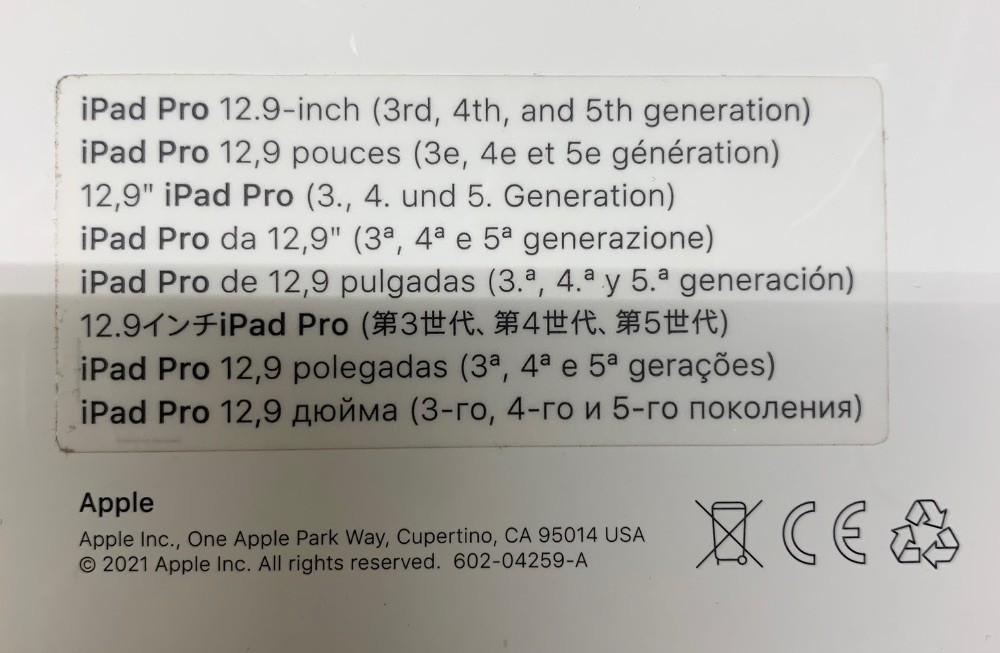 iPad Pro 12.9-inch (3rd, 4th, and 5th generation)
iPad Pro 12,9 pouces (3e, 4e et 5e génération)
12,9" iPad Pro (3., 4. und 5. Generation)
iPad Pro da 12,9" (3ª, 4ª e 5ª generazione)
iPad Pro de 12,9 pulgadas (3.ª, 4.ª y 5.ª generación)
12.9インチiPad Pro (第3世代、第4世代、第5世代)
iPad Pro 12,9 polegadas (3ª, 4ª e 5ª gerações)
iPad Pro 12,9 дюйма (3-го, 4-го и 5-го поколения)
Apple
Apple Inc., One Apple Park Way, Cupertino, CA 95014 USA
© 2021 Apple Inc. All rights reserved. 602-04259-A
CE